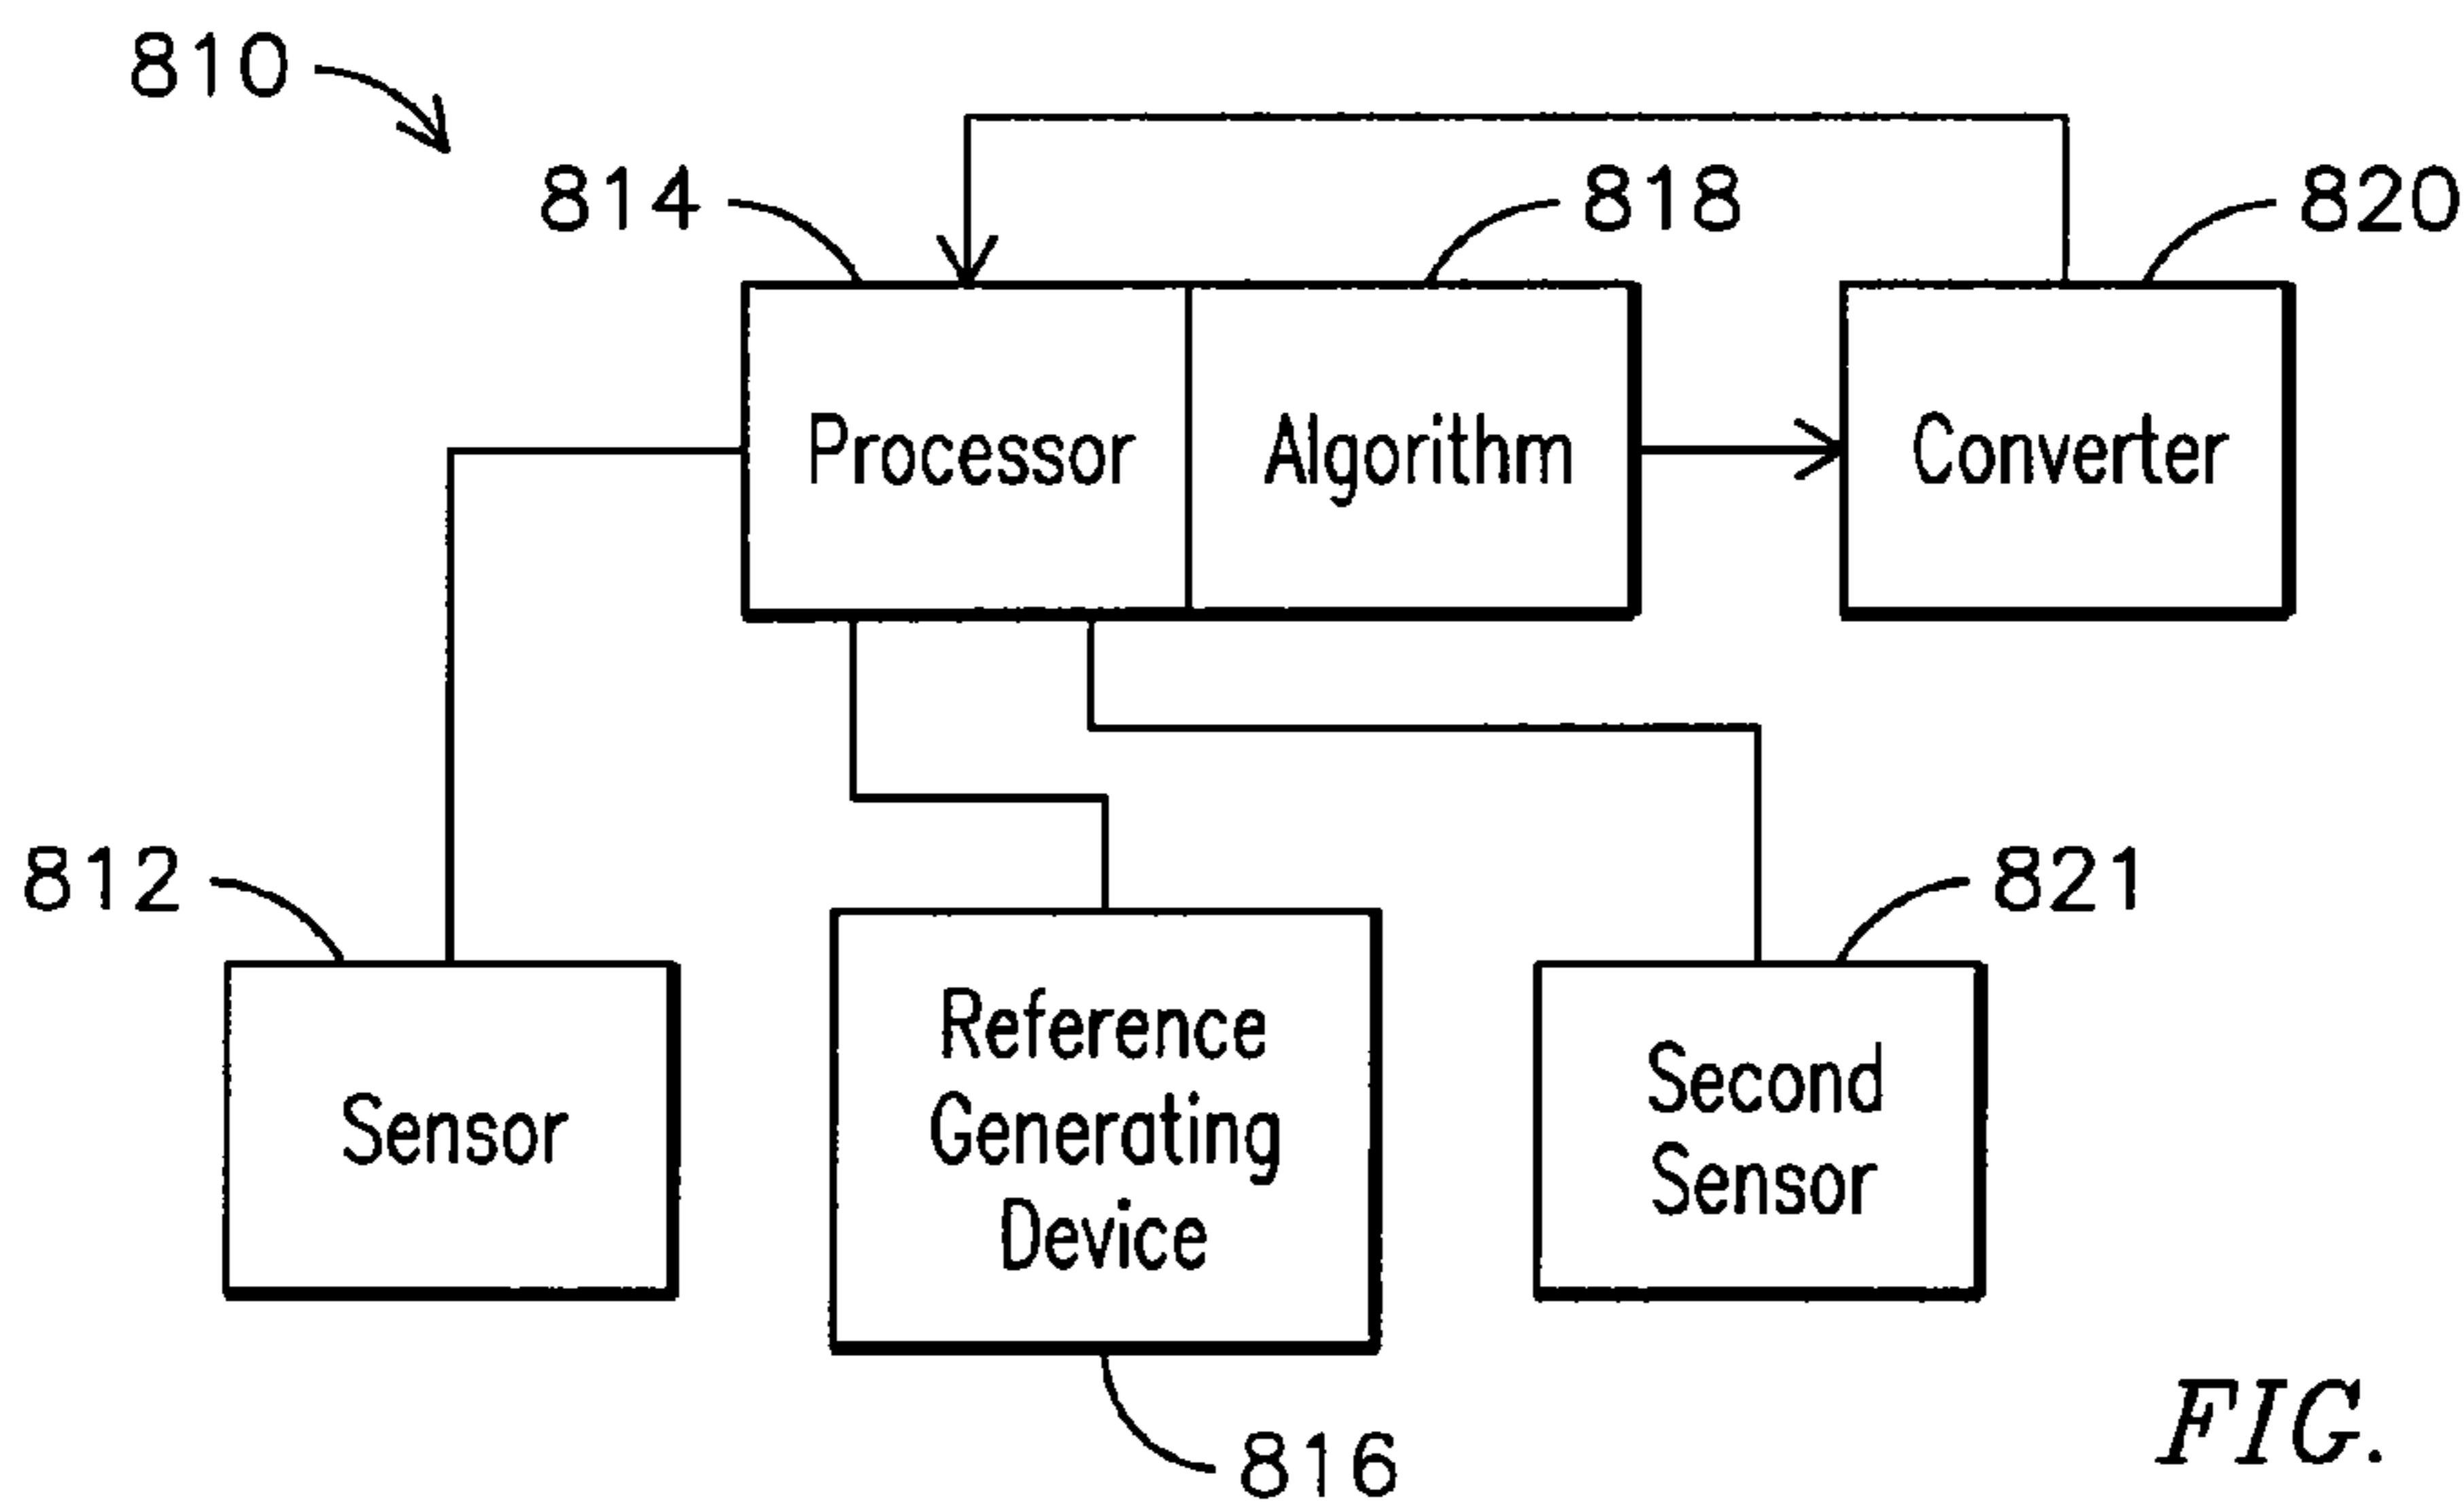 810
814
818
820
Processor
Algorithm
Converter
812
821
Sensor
Reference
Generating
Device
Second
Sensor
816
FIG.